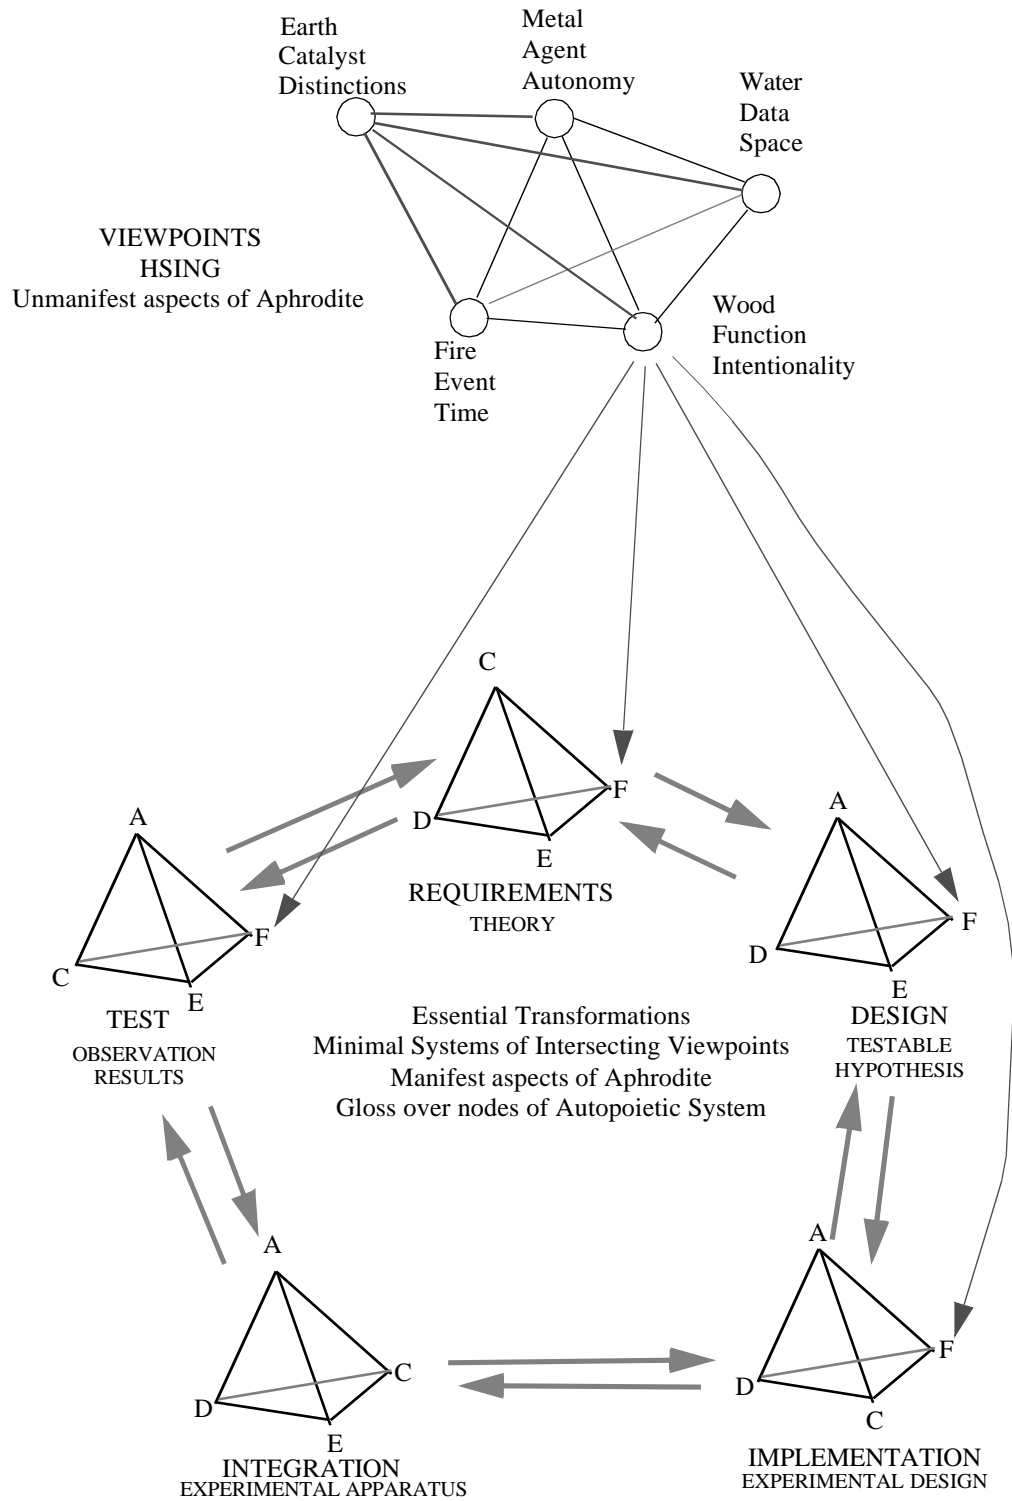 Earth
Catalyst
Distinctions
Metal
Agent
Autonomy
Water
Data
Space
VIEWPOINTS
HSING
Unmanifest aspects of Aphrodite
Fire
Event
Time
Wood
Function
Intentionality
C
D
F
E
REQUIREMENTS
THEORY
A
C
F
E
TEST
OBSERVATION
RESULTS
A
D
F
E
DESIGN
TESTABLE
HYPOTHESIS
Essential Transformations
Minimal Systems of Intersecting Viewpoints
Manifest aspects of Aphrodite
Gloss over nodes of Autopoietic System
A
D
C
E
INTEGRATION
EXPERIMENTAL APPARATUS
A
D
F
C
IMPLEMENTATION
EXPERIMENTAL DESIGN